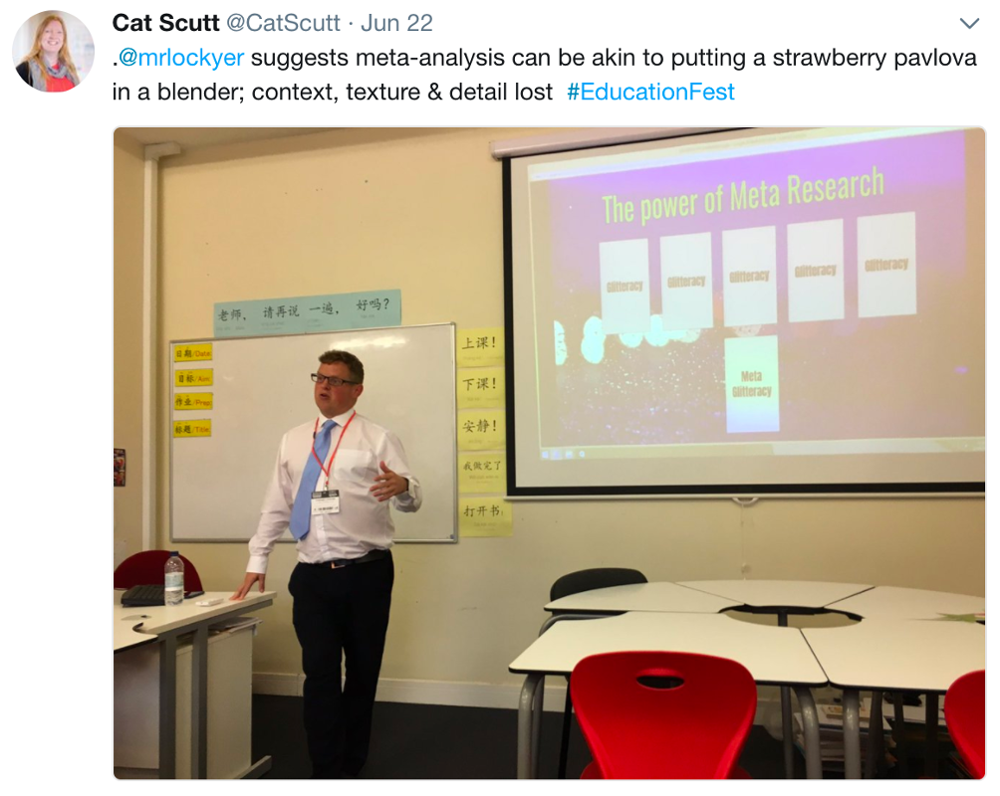 Cat Scutt @CatScutt · Jun 22
.@mrlockyer suggests meta-analysis can be akin to putting a strawberry pavlova
in a blender; context, texture & detail lost #EducationFest
The power of Meta Research
Glitteracy Glitteracy Glitteracy Glitteracy Glitteracy
Meta
Glitteracy
老师，请再说一遍，好吗？
日期/Date
目标/Aim
作业/Prep
标题/Title
上课！
下课！
安静！
我做完了
打开书